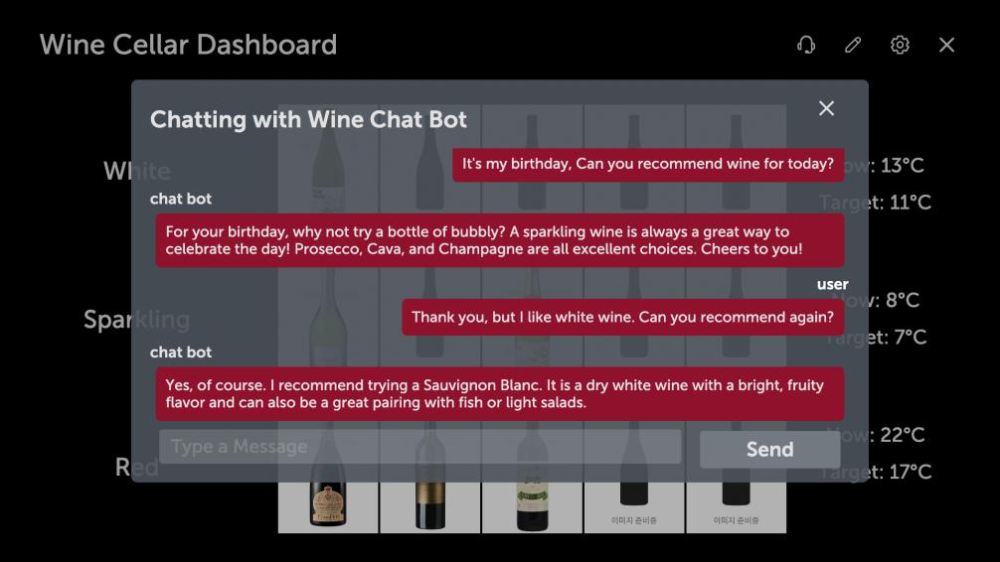 Wine Cellar Dashboard
Chatting with Wine Chat Bot
It's my birthday, Can you recommend wine for today?
White
Now: 13°C
Target: 11°C
chat bot
For your birthday, why not try a bottle of bubbly? A sparkling wine is always a great way to
celebrate the day! Prosecco, Cava, and Champagne are all excellent choices. Cheers to you!
user
Now: 8°C
Thank you, but I like white wine. Can you recommend again?
Sparkling
Target: 7°C
chat bot
Yes, of course. I recommend trying a Sauvignon Blanc. It is a dry white wine with a bright, fruity
flavor and can also be a great pairing with fish or light salads.
Now: 22°C
Type a Message
Send
Red
Target: 17°C
이미지 준비중
이미지 준비중